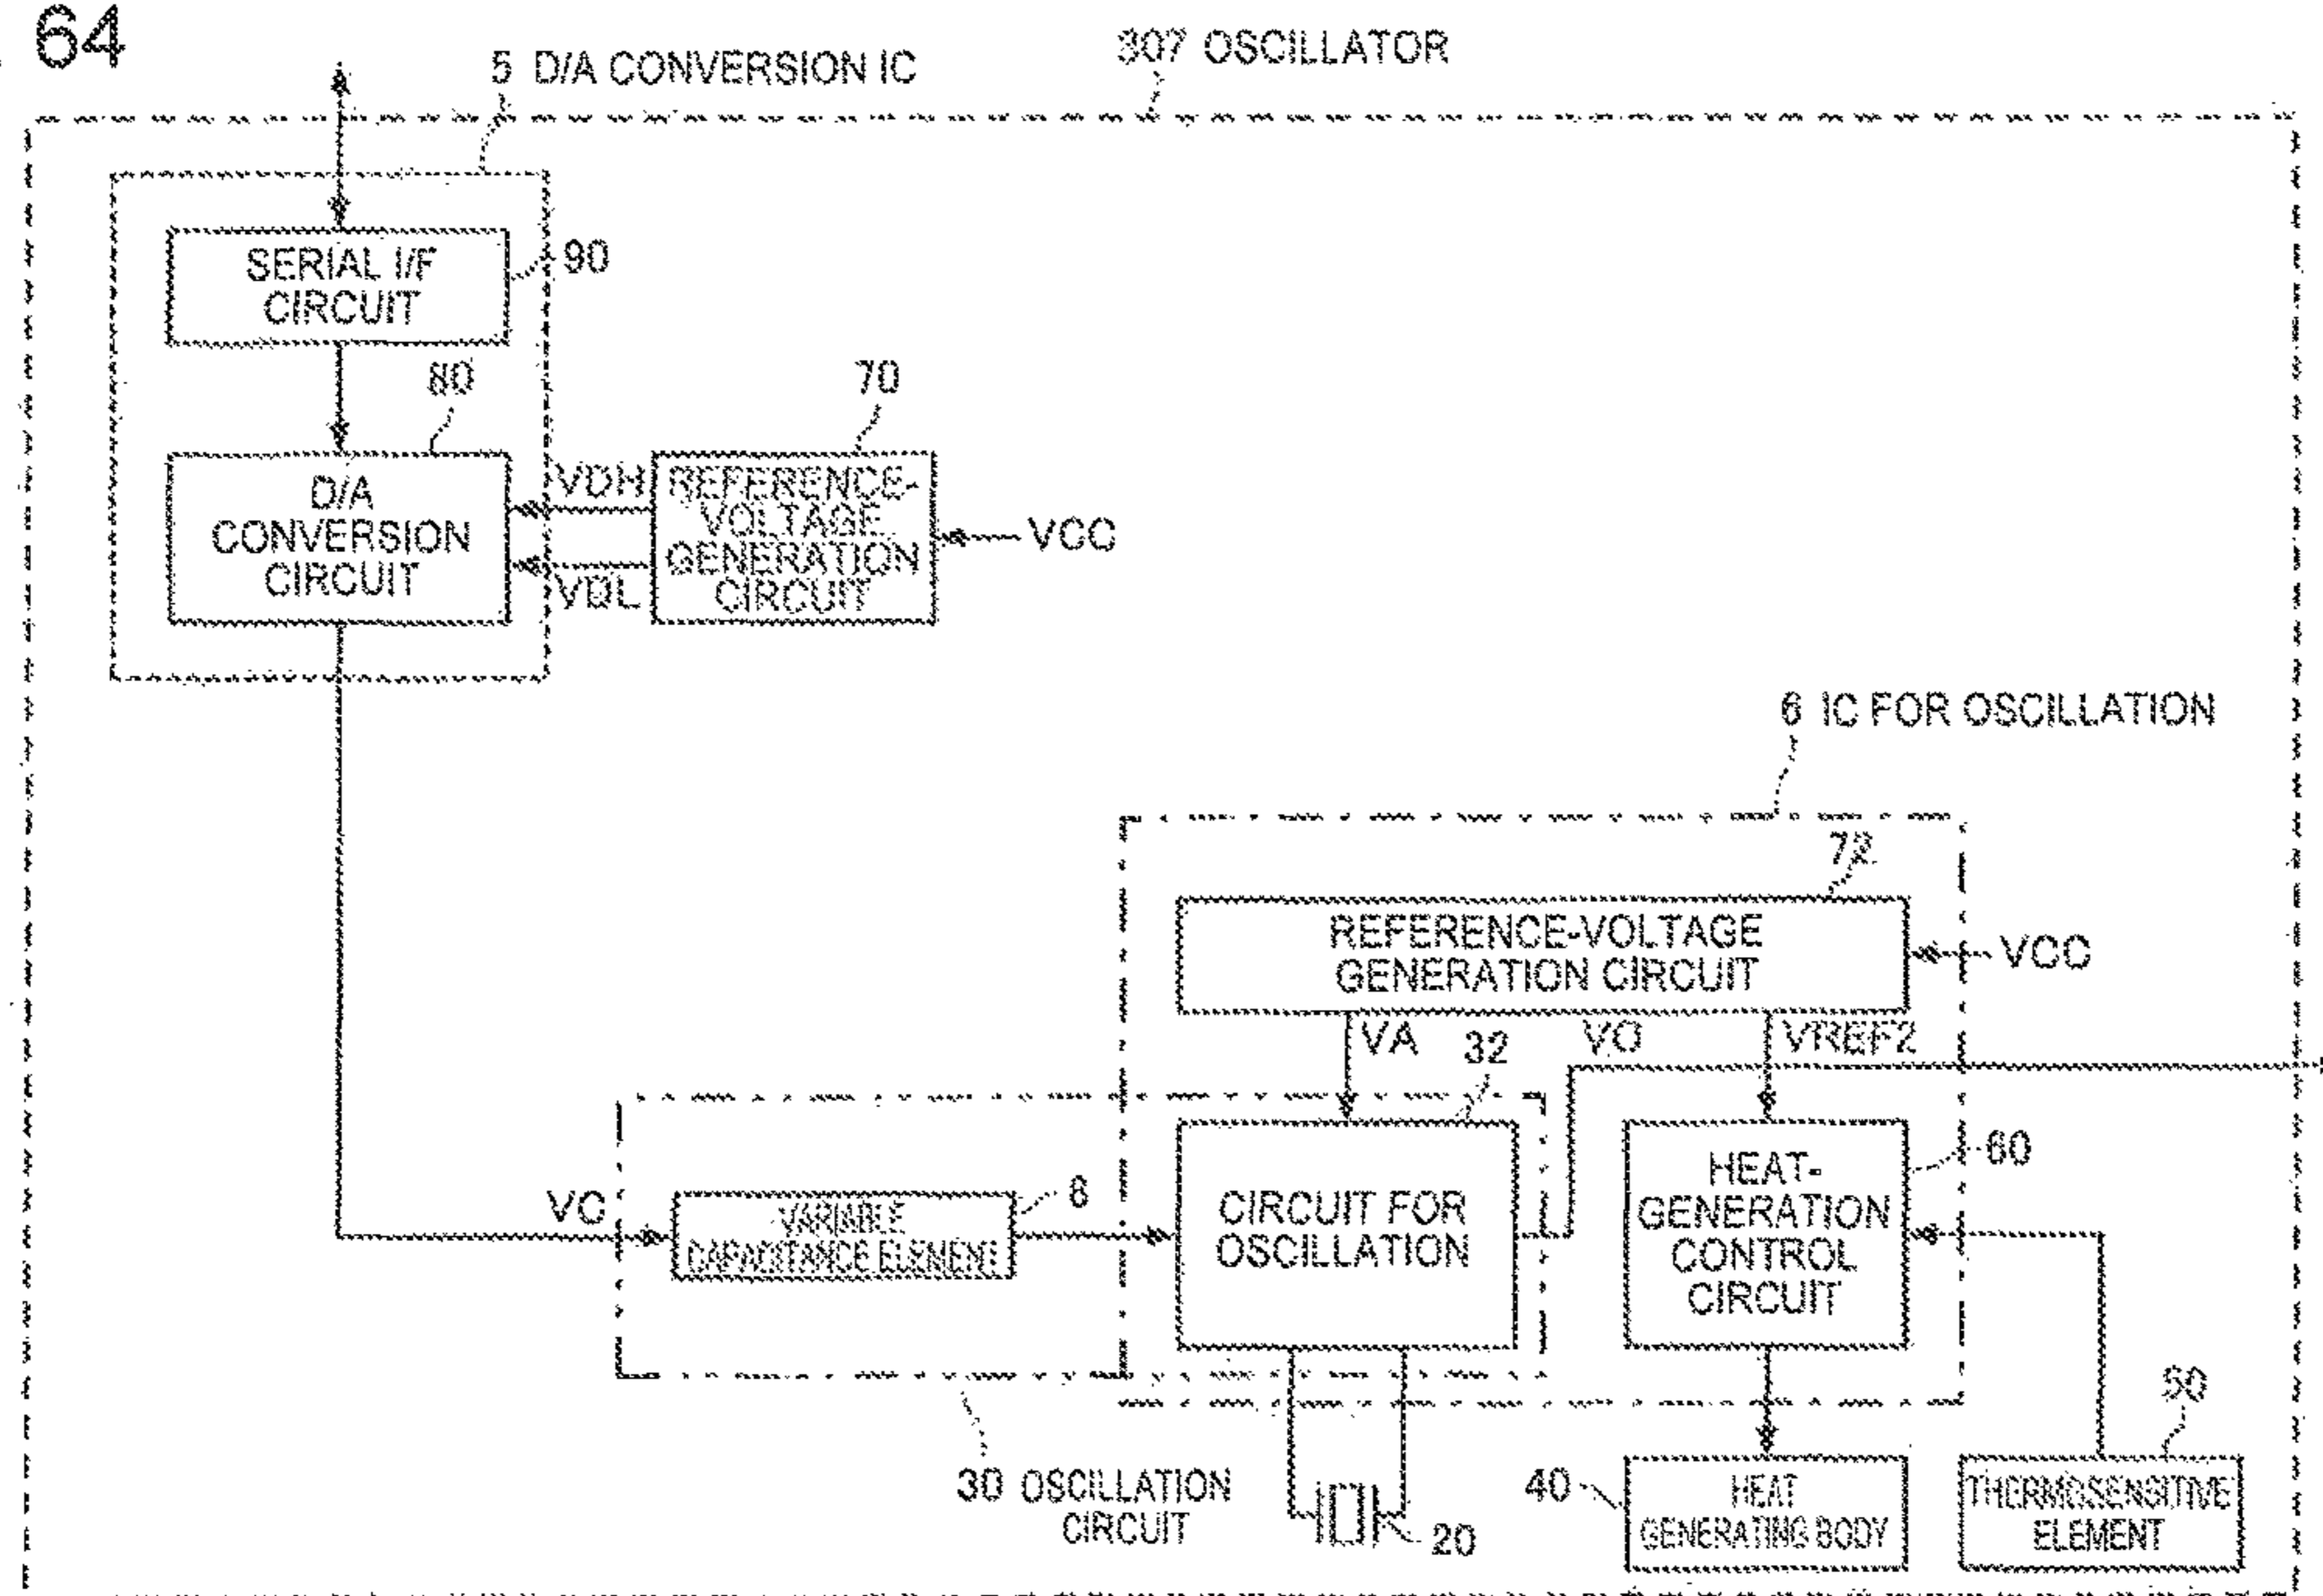 64
5 D/A CONVERSION IC
307 OSCILLATOR
SERIAL I/F
CIRCUIT
90
80
70
D/A
CONVERSION
CIRCUIT
VDH
VDL
REFERENCE-
VOLTAGE
GENERATION
CIRCUIT
VCC
6 IC FOR OSCILLATION
72
REFERENCE-VOLTAGE
GENERATION CIRCUIT
VCC
VA
32
VO
VREF2
VC
VARIABLE
CAPACITANCE ELEMENT
8
CIRCUIT FOR
OSCILLATION
HEAT-
GENERATION
CONTROL
CIRCUIT
60
50
30 OSCILLATION
CIRCUIT
20
40
HEAT
GENERATING BODY
THERMOSENSITIVE
ELEMENT